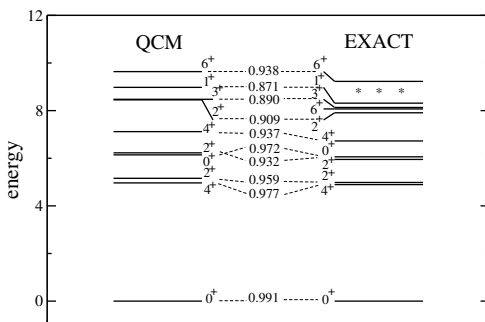 12
QCM
EXACT
6+ 0.938 6+
1+ 0.871 1+
3+ 0.890 3+
* * *
8
2+ 0.909 6+
2
4+ 0.937 4+
energy
2+ 0.972 0+
0+ 0.932 2+
2+ 0.959 2+
4
4+ 0.977 4+
0
0+ 0.991 0+